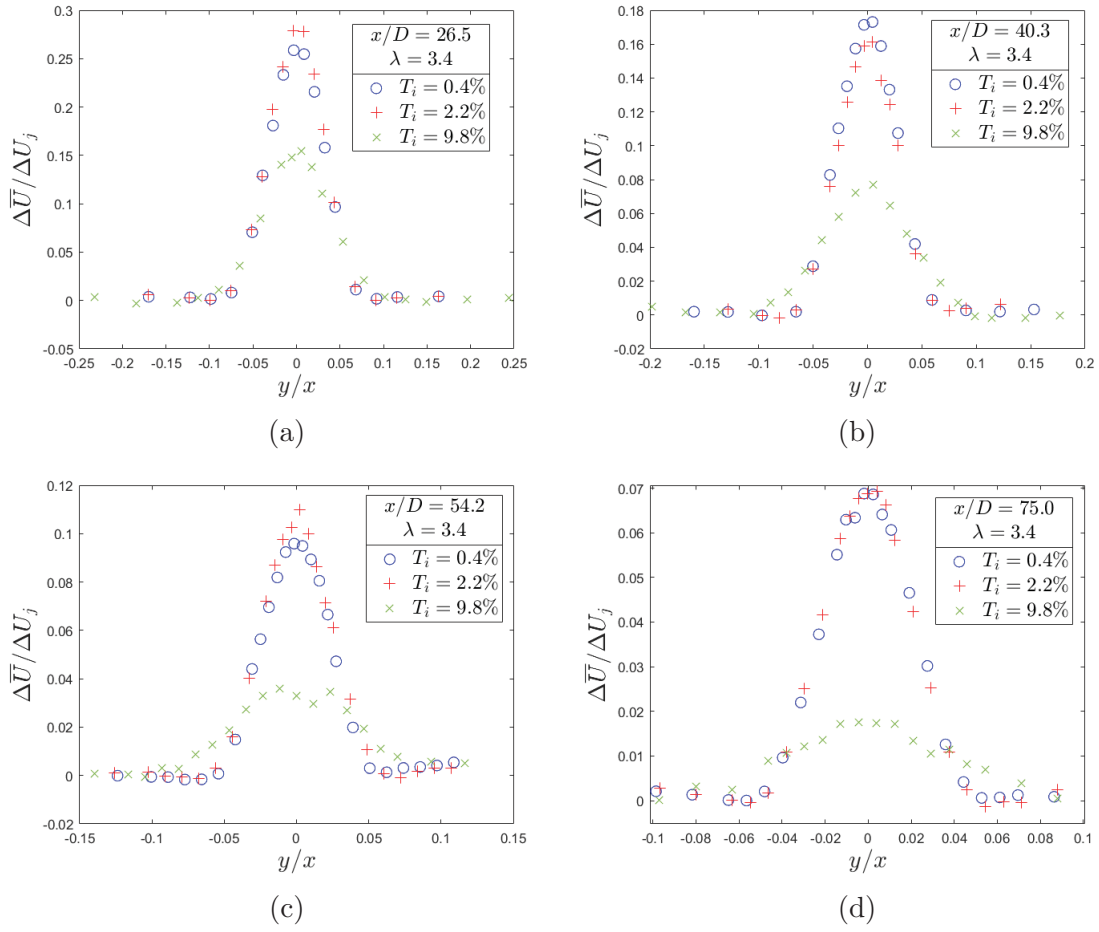 0.3
0.25
0.2
0.15
0.1
0.05
0
-0.05
ΔU̅/ΔU_j
-0.25 -0.2 -0.15 -0.1 -0.05 0 0.05 0.1 0.15 0.2 0.25
y/x
x/D = 26.5
λ = 3.4
T_i = 0.4%
T_i = 2.2%
T_i = 9.8%
(a)
0.18
0.16
0.14
0.12
0.1
0.08
0.06
0.04
0.02
0
-0.02
ΔU̅/ΔU_j
-0.2 -0.15 -0.1 -0.05 0 0.05 0.1 0.15 0.2
y/x
x/D = 40.3
λ = 3.4
T_i = 0.4%
T_i = 2.2%
T_i = 9.8%
(b)
0.12
0.1
0.08
0.06
0.04
0.02
0
-0.02
ΔU̅/ΔU_j
-0.15 -0.1 -0.05 0 0.05 0.1 0.15
y/x
x/D = 54.2
λ = 3.4
T_i = 0.4%
T_i = 2.2%
T_i = 9.8%
(c)
0.07
0.06
0.05
0.04
0.03
0.02
0.01
0
ΔU̅/ΔU_j
-0.1 -0.08 -0.06 -0.04 -0.02 0 0.02 0.04 0.06 0.08 0.1
y/x
x/D = 75.0
λ = 3.4
T_i = 0.4%
T_i = 2.2%
T_i = 9.8%
(d)